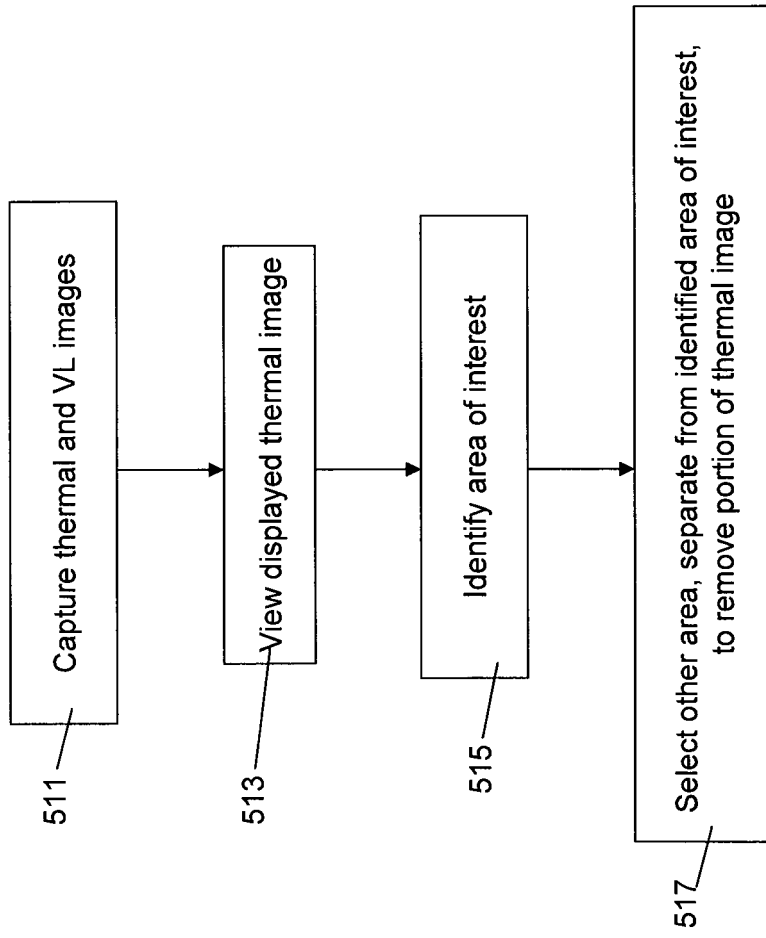 511
Capture thermal and VL images
513
View displayed thermal image
515
Identify area of interest
517
Select other area, separate from identified area of interest,
to remove portion of thermal image